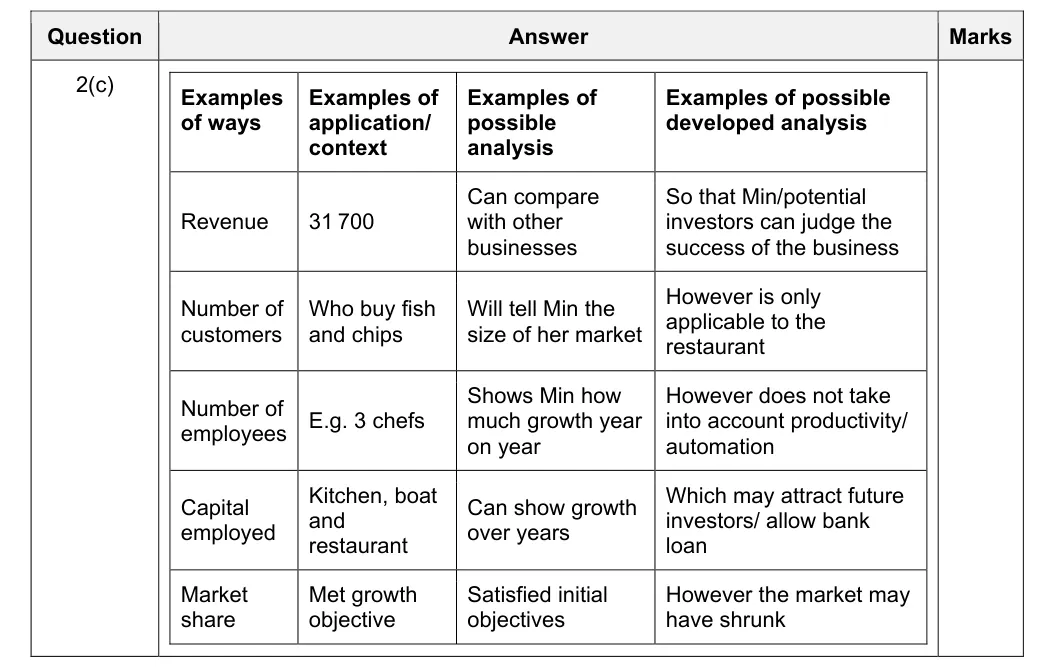 Question Answer Marks
2(c)
Examples of ways
Examples of application/ context
Examples of possible analysis
Examples of possible developed analysis
Revenue
31 700
Can compare with other businesses
So that Min/potential investors can judge the success of the business
Number of customers
Who buy fish and chips
Will tell Min the size of her market
However is only applicable to the restaurant
Number of employees
E.g. 3 chefs
Shows Min how much growth year on year
However does not take into account productivity/ automation
Capital employed
Kitchen, boat and restaurant
Can show growth over years
Which may attract future investors/ allow bank loan
Market share
Met growth objective
Satisfied initial objectives
However the market may have shrunk